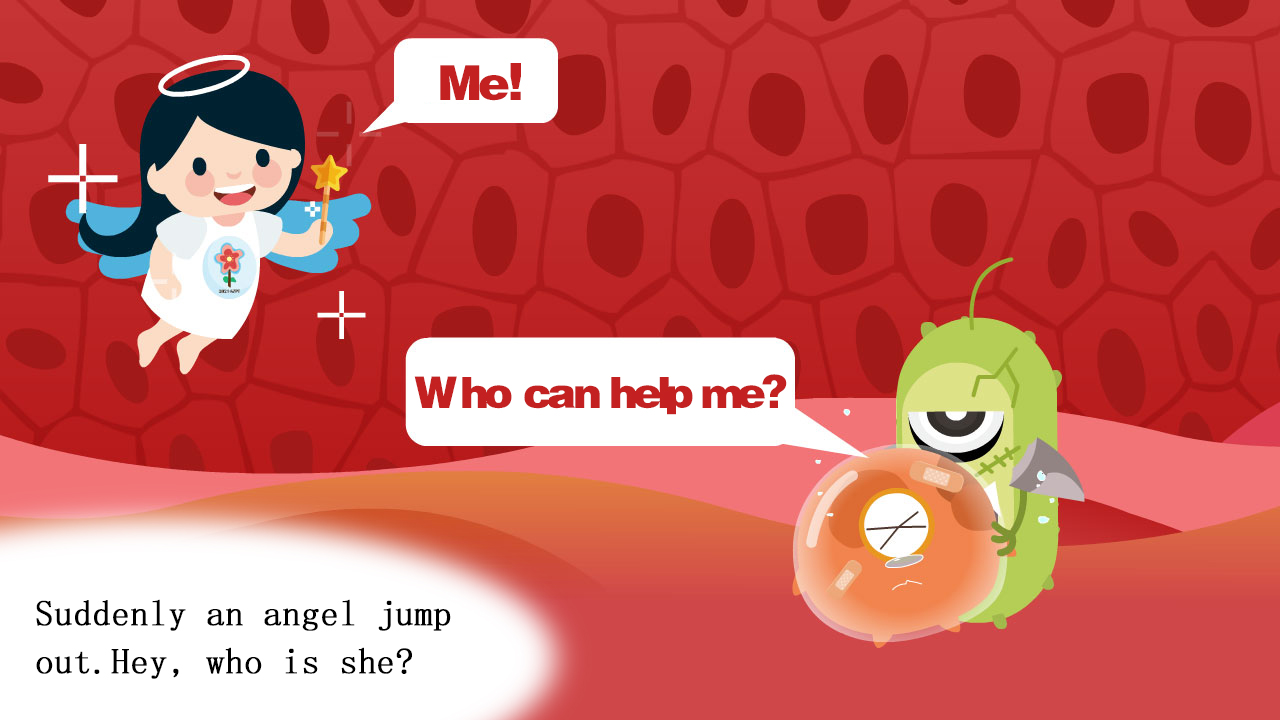 Me!
Who can help me?
Suddenly an angel jump
out.Hey, who is she?